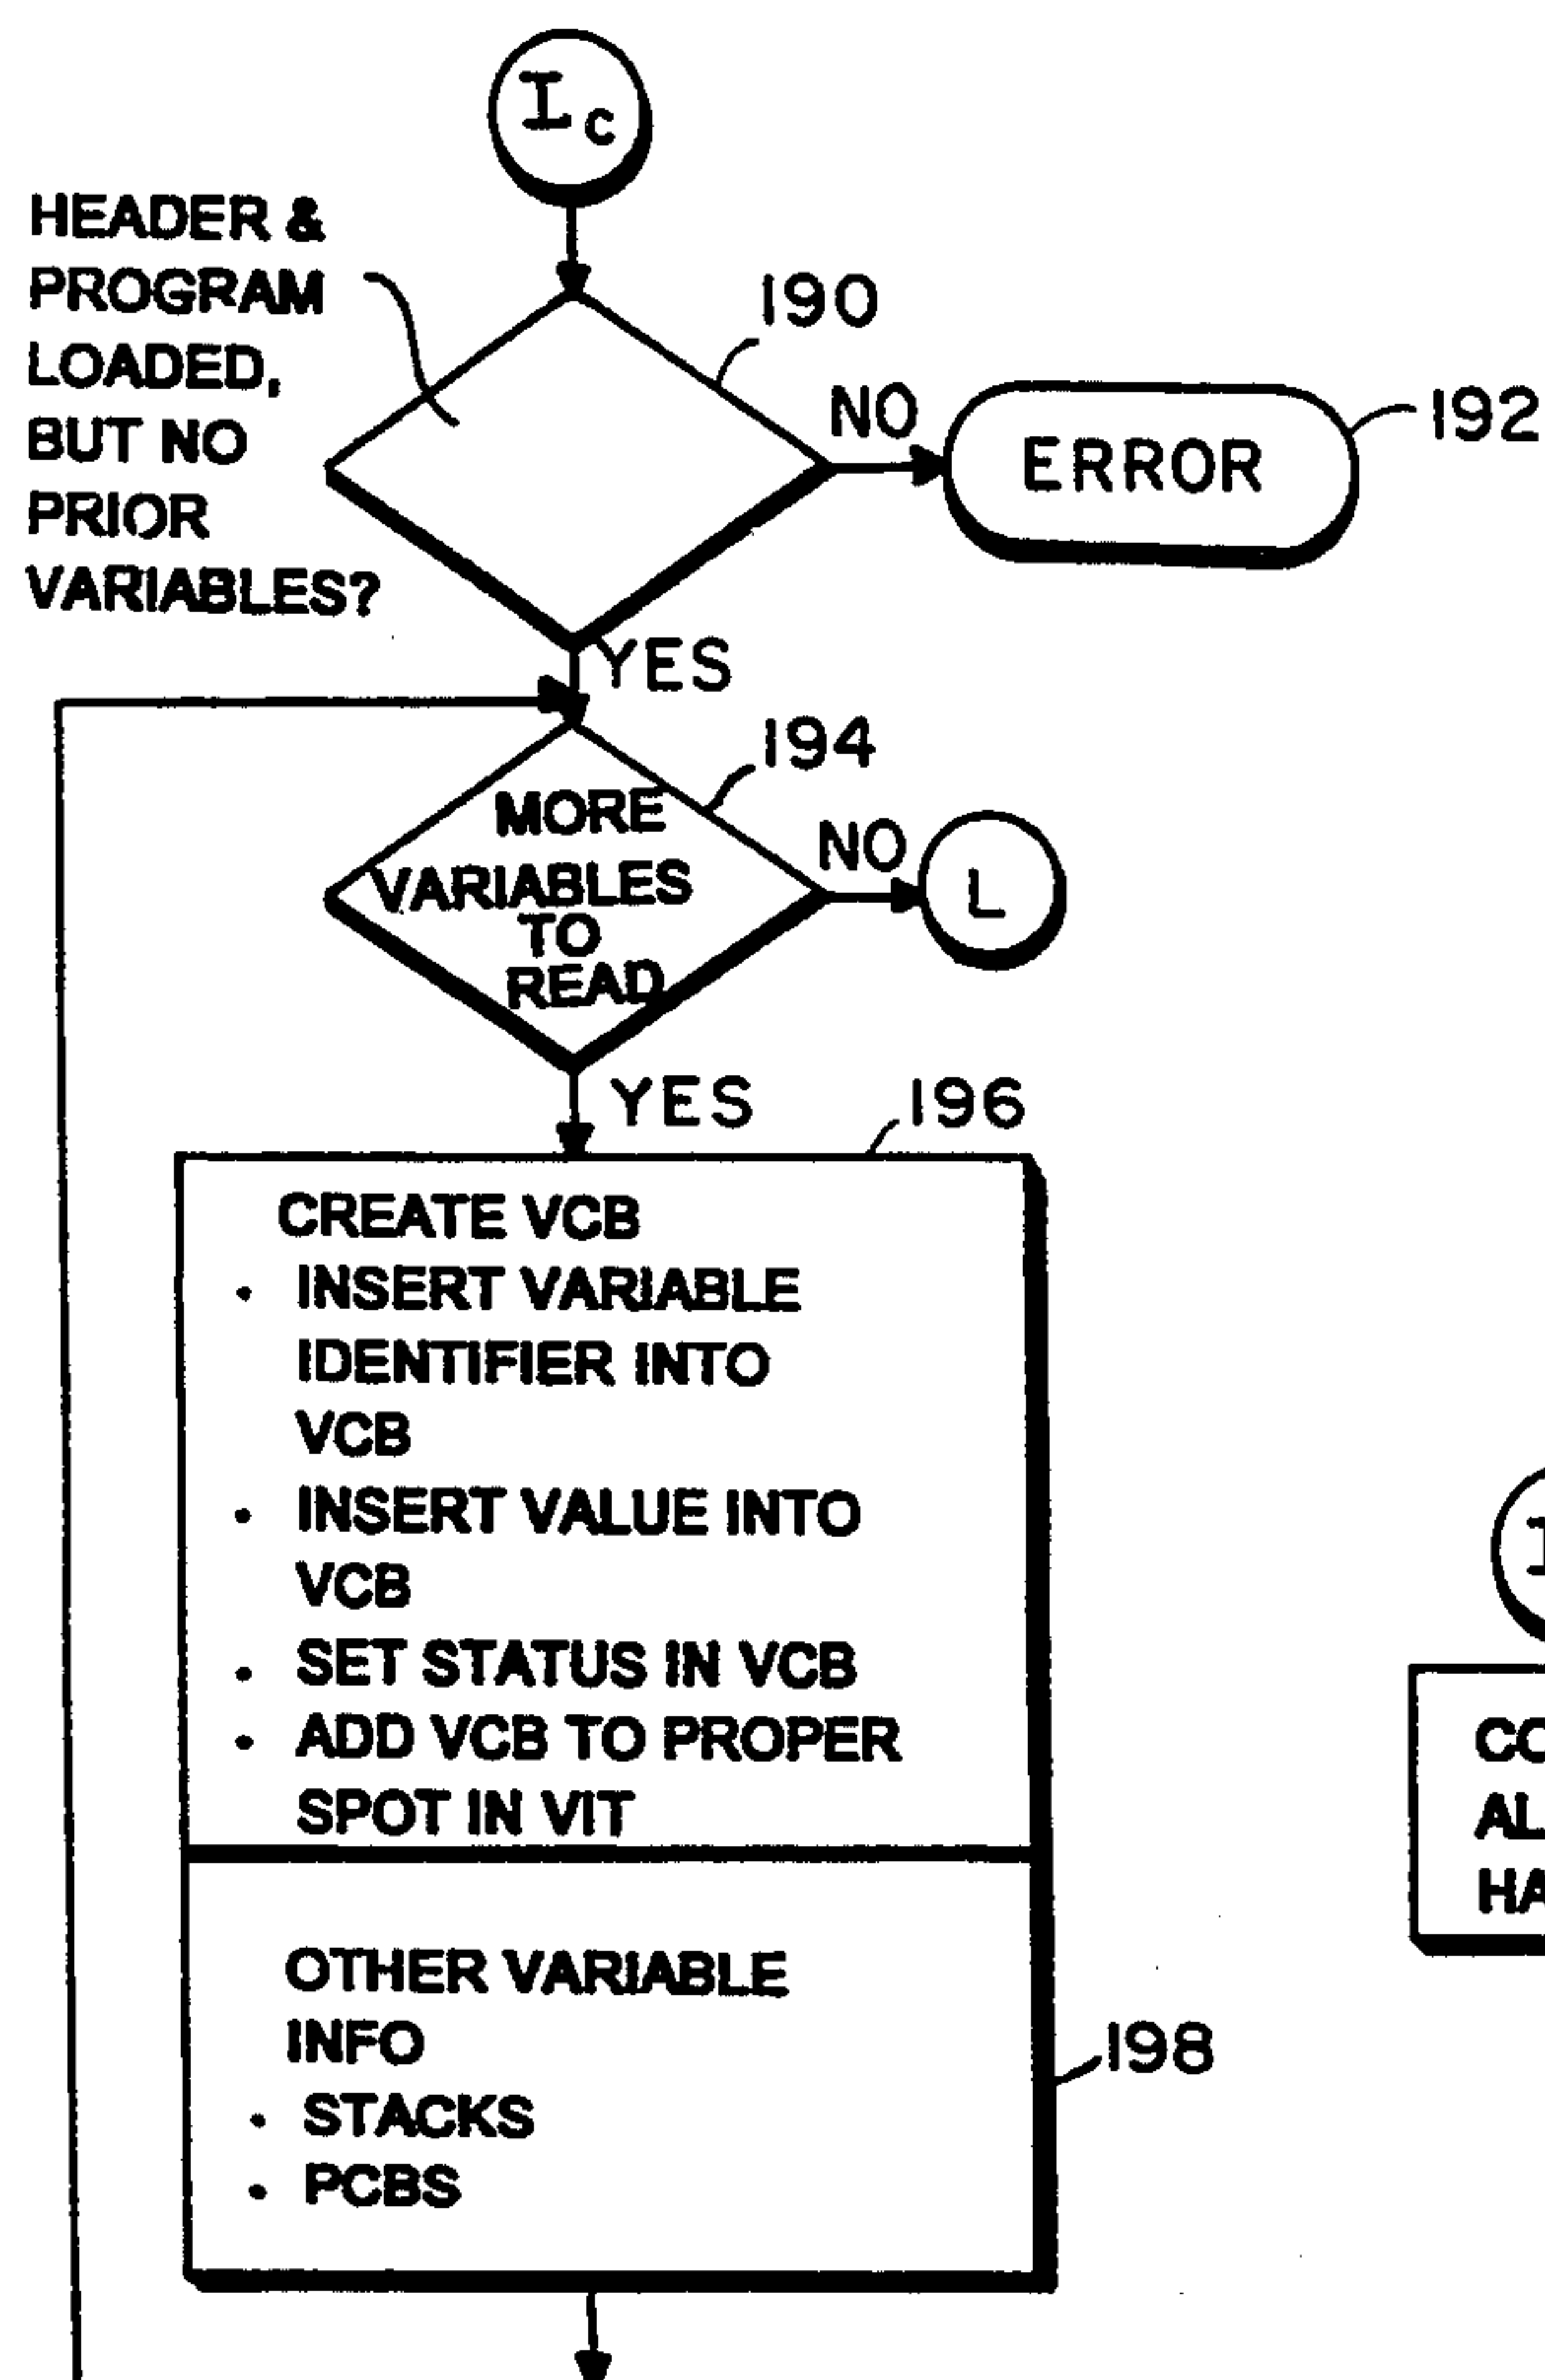 Ic
HEADER &
PROGRAM
LOADED,
BUT NO
PRIOR
VARIABLES?
190
NO
ERROR
192
YES
194
MORE
VARIABLES
TO
READ
NO
L
YES
196
CREATE VCB
• INSERT VARIABLE
IDENTIFIER INTO
VCB
• INSERT VALUE INTO
VCB
• SET STATUS IN VCB
• ADD VCB TO PROPER
SPOT IN VIT
OTHER VARIABLE
INFO
• STACKS
• PCBS
198